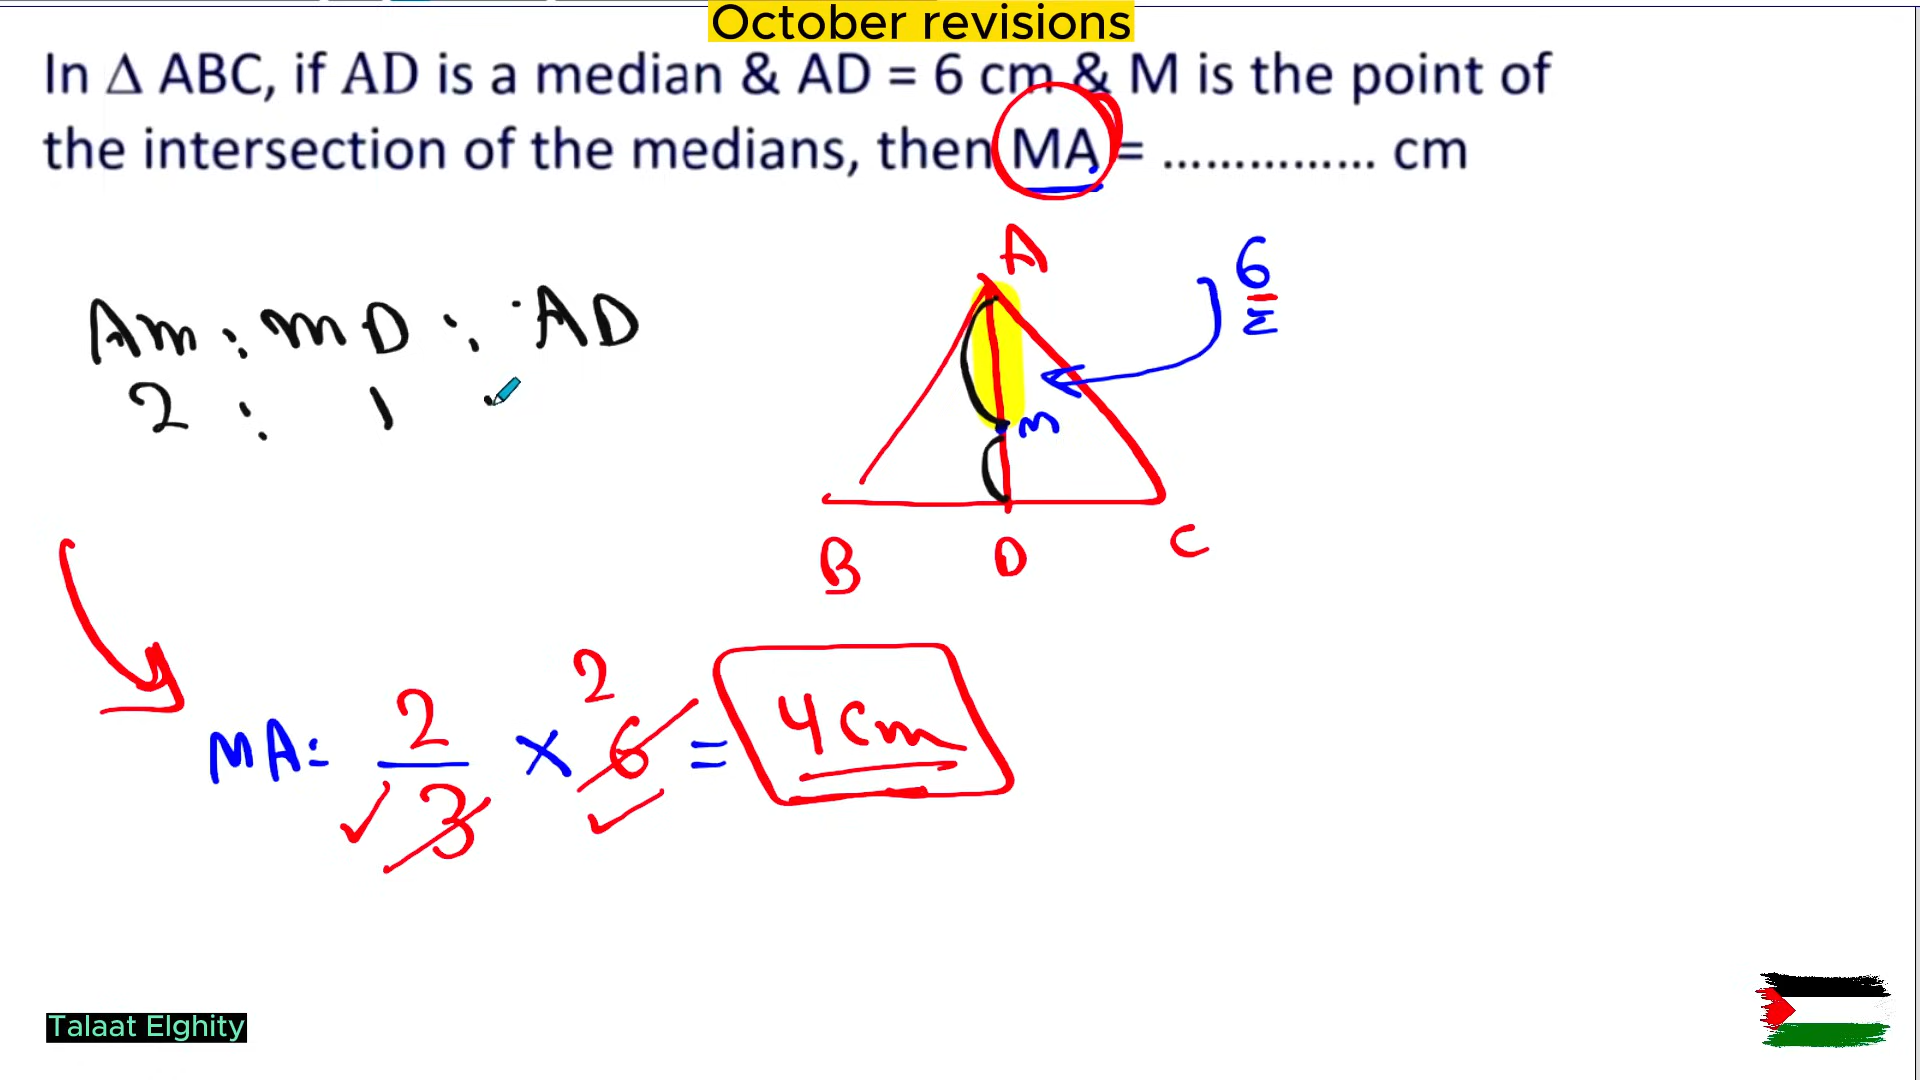 October revisions
In Δ ABC, if AD is a median & AD = 6 cm & M is the point of
the intersection of the medians, then MA = ............... cm
A
6
Am : mD : AD
2 : 1
m
B D C
2
MA = 2/3 × 6 = 4 cm
Talaat Elghity